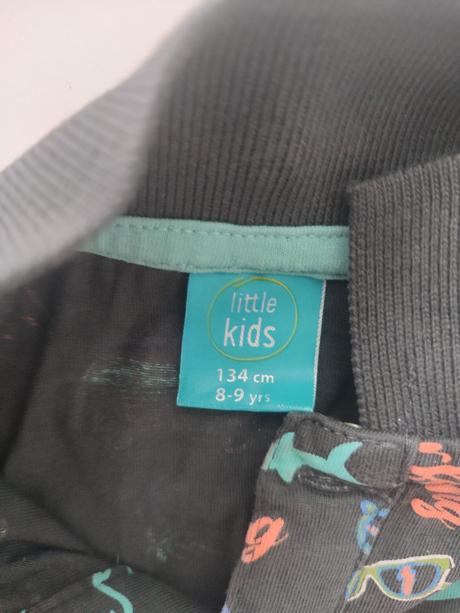 little
kids
134 cm
8-9 yrs